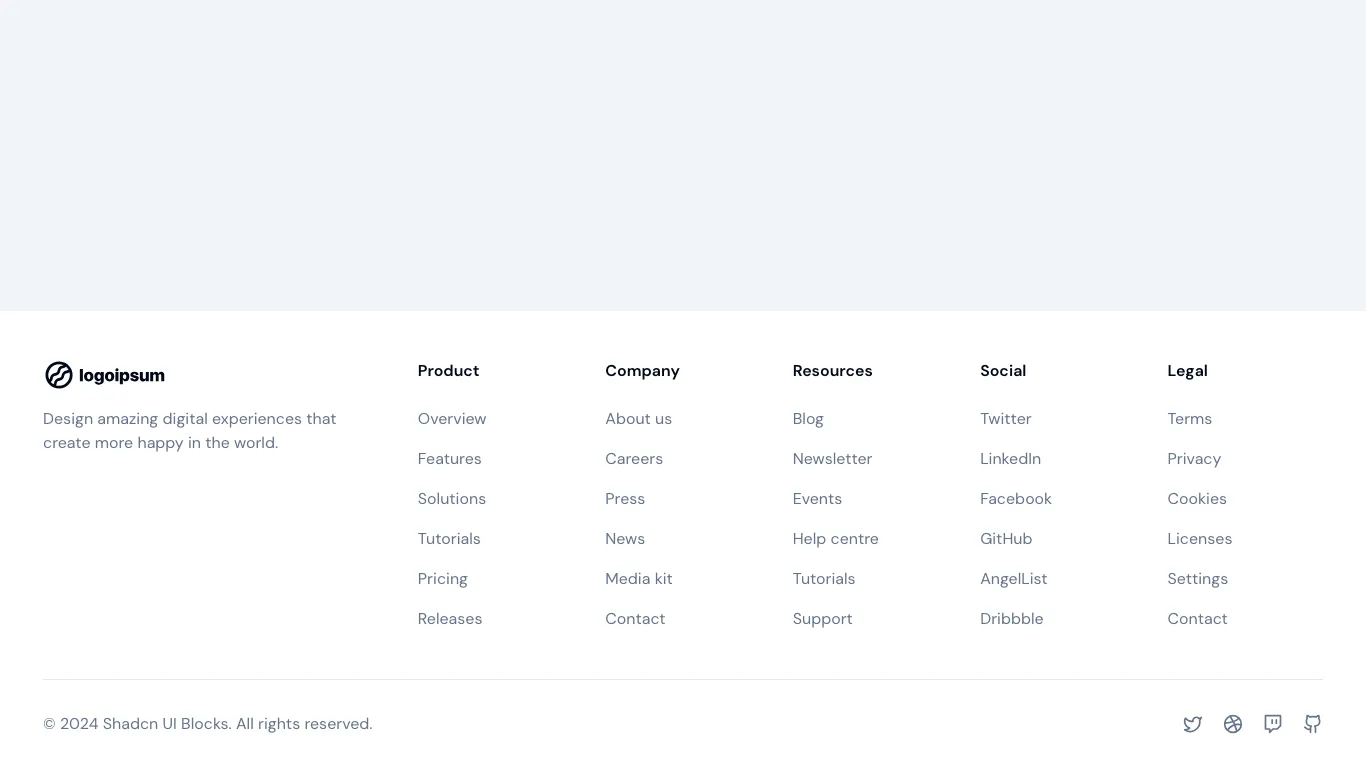 logoipsum
Design amazing digital experiences that
create more happy in the world.
Product
Overview
Features
Solutions
Tutorials
Pricing
Releases
Company
About us
Careers
Press
News
Media kit
Contact
Resources
Blog
Newsletter
Events
Help centre
Tutorials
Support
Social
Twitter
LinkedIn
Facebook
GitHub
AngelList
Dribbble
Legal
Terms
Privacy
Cookies
Licenses
Settings
Contact
© 2024 Shadcn UI Blocks. All rights reserved.